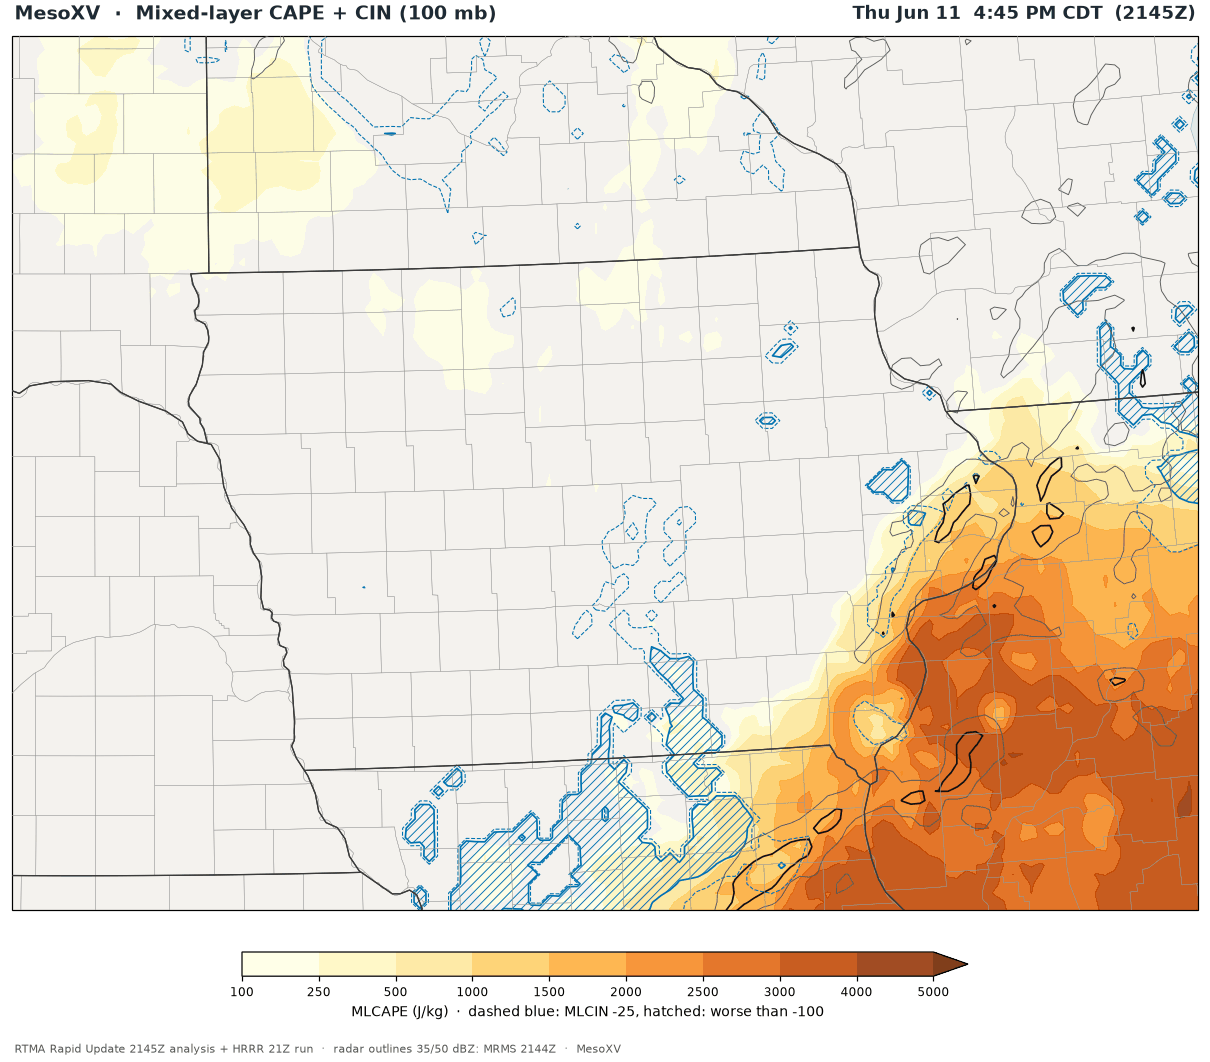 MesoXV · Mixed-layer CAPE + CIN (100 mb)
Thu Jun 11 4:45 PM CDT (2145Z)
100 250 500 1000 1500 2000 2500 3000 4000 5000
MLCAPE (J/kg) · dashed blue: MLCIN -25, hatched: worse than -100
RTMA Rapid Update 2145Z analysis + HRRR 21Z run · radar outlines 35/50 dBZ: MRMS 2144Z · MesoXV